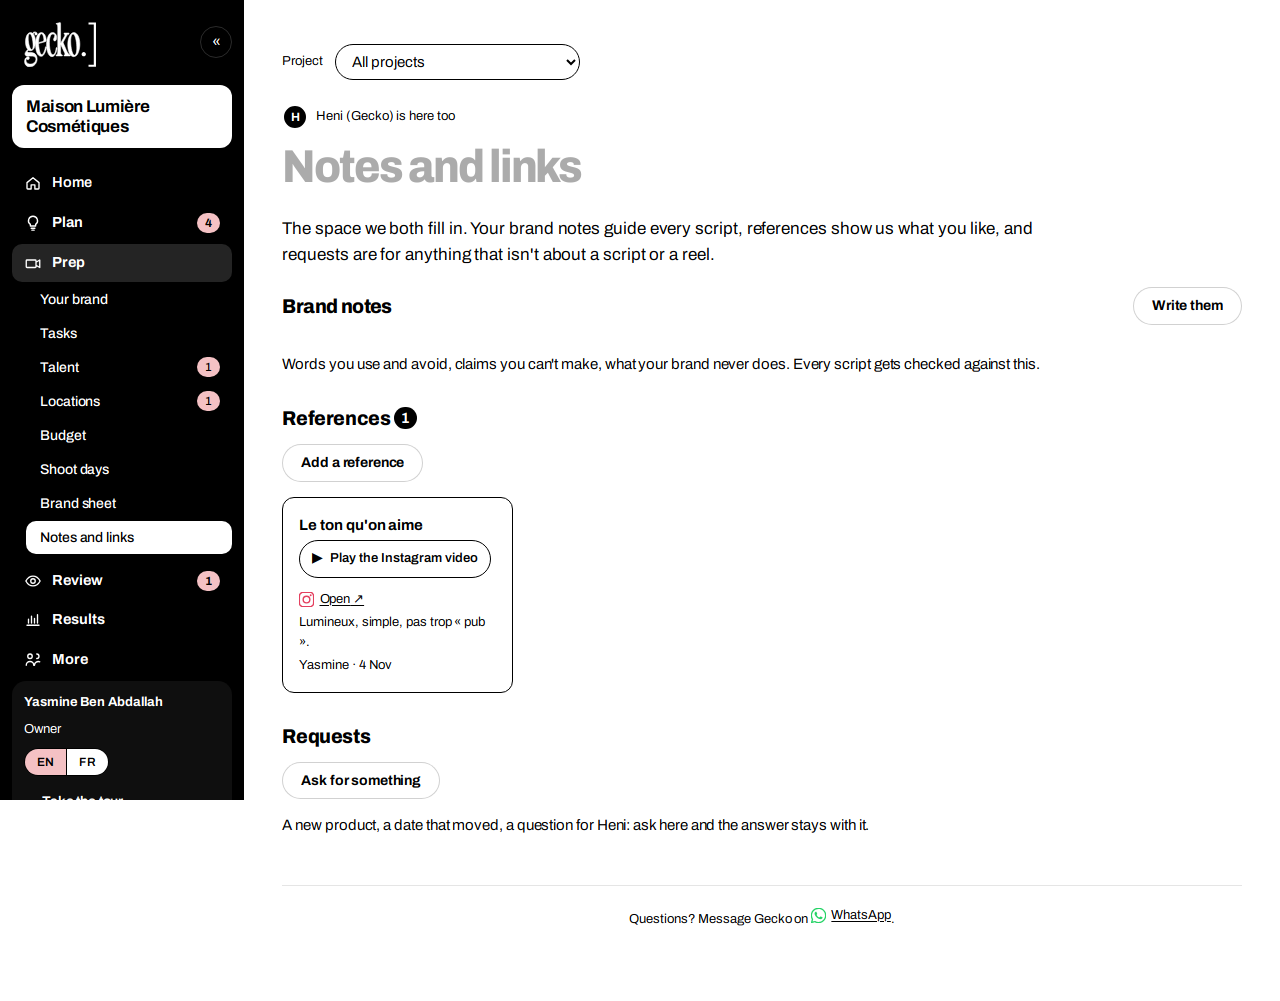 gecko.]
«
Maison Lumière
Cosmétiques
Home
Plan 4
Prep
Your brand
Tasks
Talent 1
Locations 1
Budget
Shoot days
Brand sheet
Notes and links
Review 1
Results
More
Yasmine Ben Abdallah
Owner
EN FR
Take the tour
Project All projects
H Heni (Gecko) is here too
Notes and links
The space we both fill in. Your brand notes guide every script, references show us what you like, and
requests are for anything that isn't about a script or a reel.
Brand notes
Write them
Words you use and avoid, claims you can't make, what your brand never does. Every script gets checked against this.
References 1
Add a reference
Le ton qu'on aime
▶ Play the Instagram video
Open ↗
Lumineux, simple, pas trop « pub
».
Yasmine · 4 Nov
Requests
Ask for something
A new product, a date that moved, a question for Heni: ask here and the answer stays with it.
Questions? Message Gecko on WhatsApp.